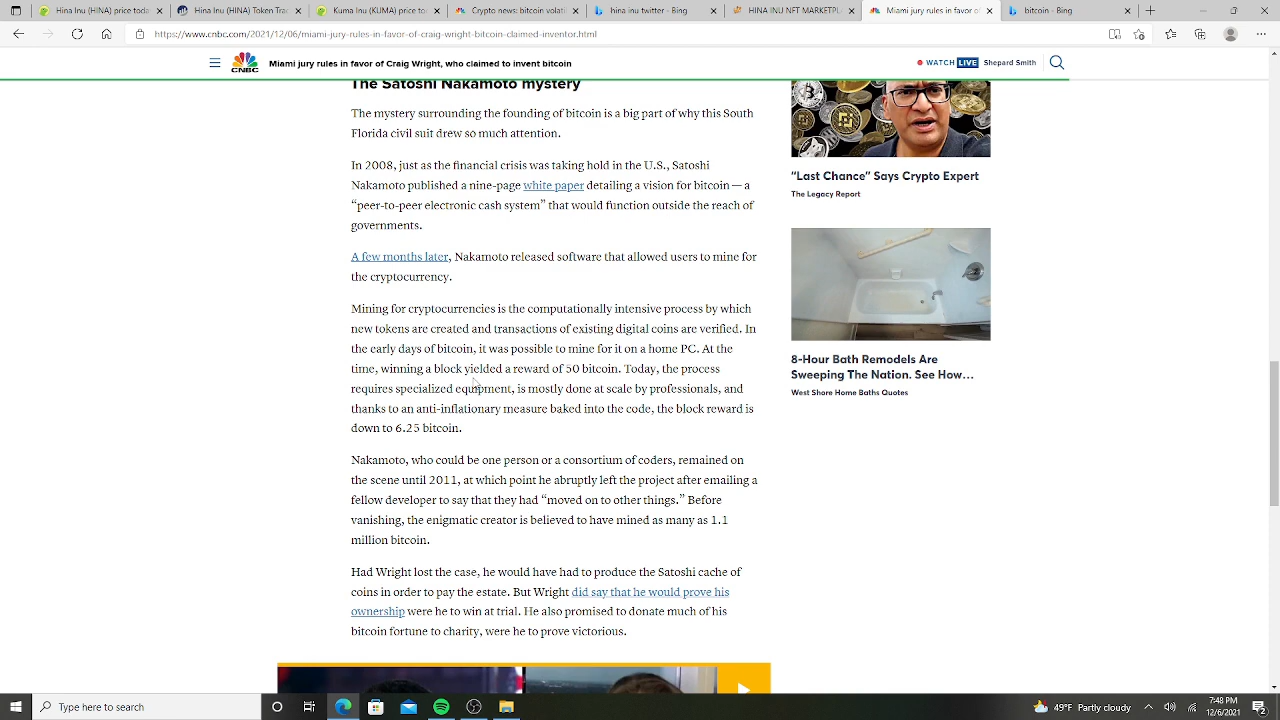 Hina Inu (HINA) price toda
Hina Inu (HINA)
Kuma Inu (KUMA) price tod
Crypto news bitcoin price to
hina inu twitter - Bing
HINA INU NET MARKETPL
Miami jury rules in favor of
bitcoin - Bing
https://www.cnbc.com/2021/12/06/miami-jury-rules-in-favor-of-craig-wright-bitcoin-claimed-inventor.html
CNBC
Miami jury rules in favor of Craig Wright, who claimed to invent bitcoin
WATCH LIVE Shepard Smith
The Satoshi Nakamoto mystery
The mystery surrounding the founding of bitcoin is a big part of why this South
Florida civil suit drew so much attention.
In 2008, just as the financial crisis was taking hold in the U.S., Satoshi
Nakamoto published a nine-page white paper detailing a vision for bitcoin — a
“peer-to-peer electronic cash system” that would function outside the reach of
governments.
A few months later, Nakamoto released software that allowed users to mine for
the cryptocurrency.
Mining for cryptocurrencies is the computationally intensive process by which
new tokens are created and transactions of existing digital coins are verified. In
the early days of bitcoin, it was possible to mine for it on a home PC. At the
time, winning a block yielded a reward of 50 bitcoin. Today, the process
requires specialized equipment, is mostly done at scale by professionals, and
thanks to an anti-inflationary measure baked into the code, the block reward is
down to 6.25 bitcoin.
Nakamoto, who could be one person or a consortium of coders, remained on
the scene until 2011, at which point he abruptly left the project after emailing a
fellow developer to say that they had “moved on to other things.” Before
vanishing, the enigmatic creator is believed to have mined as many as 1.1
million bitcoin.
Had Wright lost the case, he would have had to produce the Satoshi cache of
coins in order to pay the estate. But Wright did say that he would prove his
ownership were he to win at trial. He also promised to donate much of his
bitcoin fortune to charity, were he to prove victorious.
“Last Chance” Says Crypto Expert
The Legacy Report
8-Hour Bath Remodels Are
Sweeping The Nation. See How…
West Shore Home Baths Quotes
Type here to search
49°F Partly cloudy
7:48 PM
12/6/2021